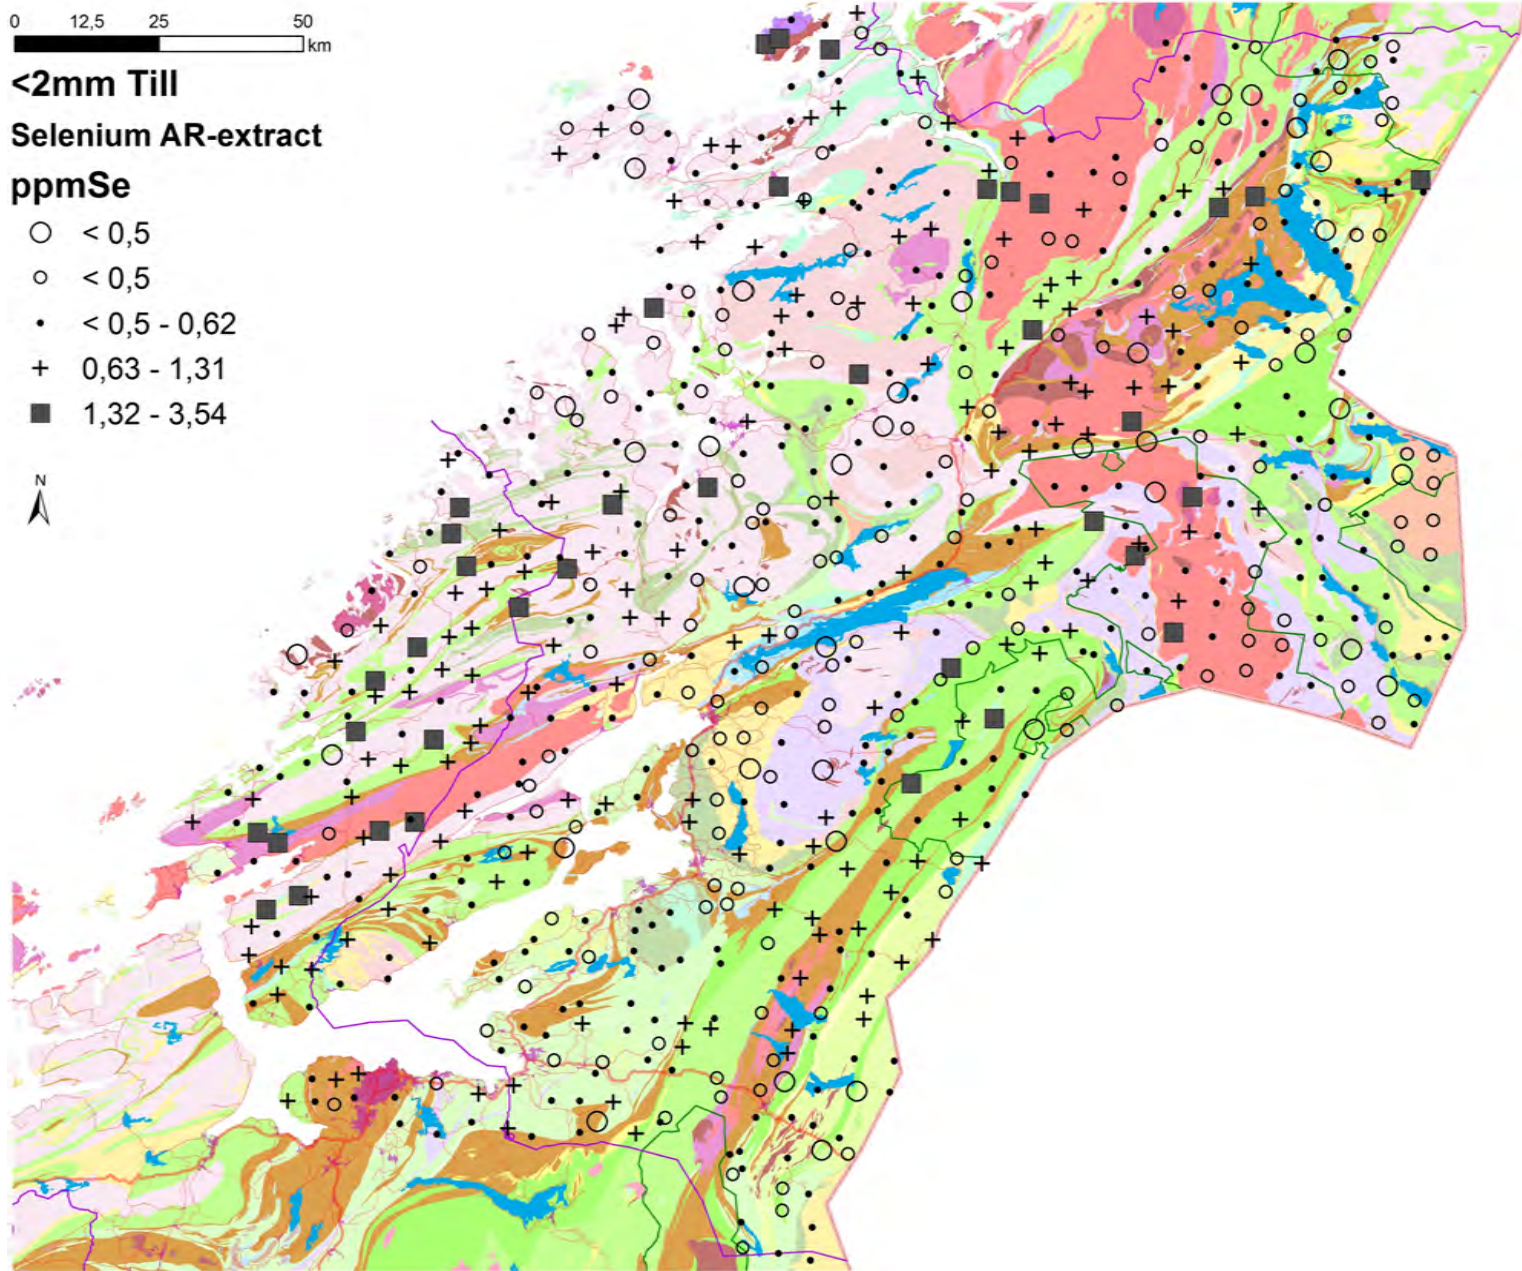 0 12,5 25 50
km
<2mm Till
Selenium AR-extract
ppmSe
< 0,5
< 0,5
< 0,5 - 0,62
0,63 - 1,31
1,32 - 3,54
N